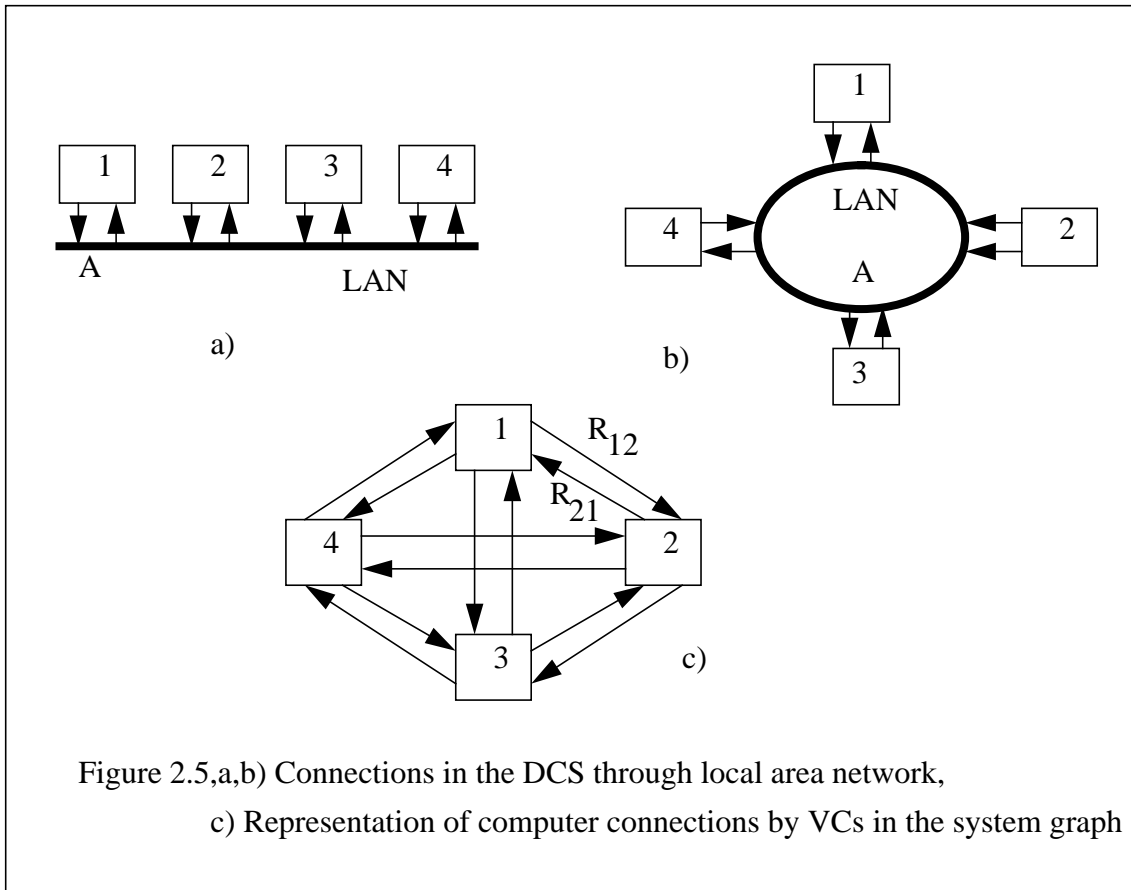 1 2 3 4
A
LAN
a)
1
LAN
4
2
A
3
b)
1
R12
R21
4
2
3
c)
Figure 2.5,a,b) Connections in the DCS through local area network,
c) Representation of computer connections by VCs in the system graph